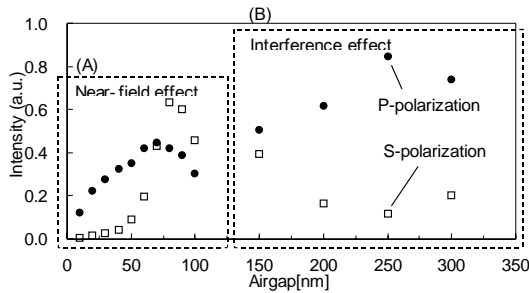 (B)
1.0
Interference effect
(A)
0.8
Near-field effect
P-polarization
0.6
0.4
S-polarization
0.2
0.0
0 50 100 150 200 250 300 350
Airgap[nm]
Intensity (a.u.)